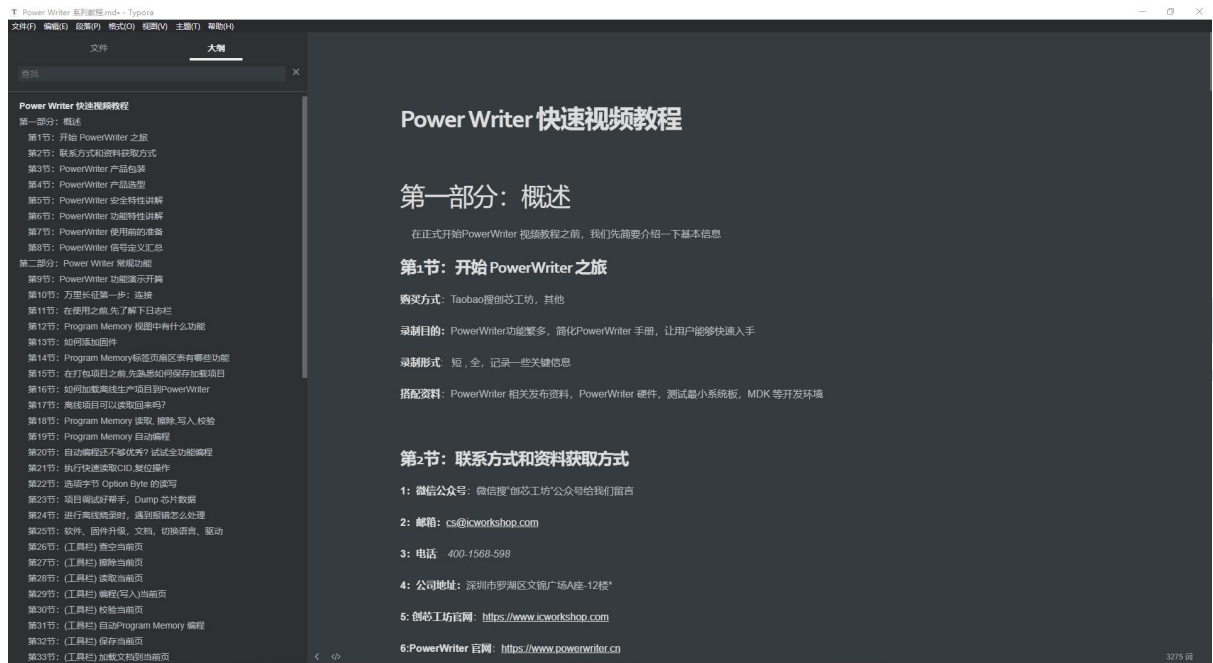 T Power Writer 系列教程.md• - Typora
文件(F) 编辑(E) 段落(P) 格式(O) 视图(V) 主题(T) 帮助(H)
文件 大纲
查找
Power Writer 快速视频教程
第一部分：概述
第1节：开始 PowerWriter 之旅
第2节：联系方式和资料获取方式
第3节：PowerWriter 产品包装
第4节：PowerWriter 产品选型
第5节：PowerWriter 安全特性讲解
第6节：PowerWriter 功能特性讲解
第7节：PowerWriter 使用前的准备
第8节：PowerWriter 信号定义汇总
第二部分：Power Writer 常规功能
第9节：PowerWriter 功能演示开篇
第10节：万里长征第一步：连接
第11节：在使用之前,先了解下日志栏
第12节：Program Memory 视图中有什么功能
第13节：如何添加固件
第14节：Program Memory标签页扇区表有哪些功能
第15节：在打包项目之前,先熟悉如何保存加载项目
第16节：如何加载离线生产项目到PowerWriter
第17节：离线项目可以读取回来吗?
第18节：Program Memory 读取, 擦除,写入,校验
第19节：Program Memory 自动编程
第20节：自动编程还不够优秀? 试试全功能编程
第21节：执行快速读取CID,复位操作
第22节：选项字节 Option Byte 的读写
第23节：项目调试好帮手，Dump 芯片数据
第24节：进行离线烧录时，遇到报错怎么处理
第25节：软件、固件升级，文档，切换语言、驱动
第26节：(工具栏) 查空当前页
第27节：(工具栏) 擦除当前页
第28节：(工具栏) 读取当前页
第29节：(工具栏) 编程(写入)当前页
第30节：(工具栏) 校验当前页
第31节：(工具栏) 自动Program Memory 编程
第32节：(工具栏) 保存当前页
第33节：(工具栏) 加载文档到当前页
Power Writer 快速视频教程
第一部分：概述
在正式开始PowerWriter 视频教程之前，我们先简要介绍一下基本信息
第1节：开始 PowerWriter 之旅
购买方式：Taobao搜创芯工坊，其他
录制目的：PowerWriter功能繁多，简化PowerWriter 手册，让用户能够快速入手
录制形式：短 , 全，记录一些关键信息
搭配资料：PowerWriter 相关发布资料，PowerWriter 硬件，测试最小系统板，MDK 等开发环境
第2节：联系方式和资料获取方式
1：微信公众号：微信搜"创芯工坊"公众号给我们留言
2：邮箱：cs@icworkshop.com
3：电话：400-1568-598
4：公司地址：深圳市罗湖区文锦广场A座-12楼*
5: 创芯工坊官网：https://www.icworkshop.com
6:PowerWriter 官网：https://www.powerwriter.cn
3275 词